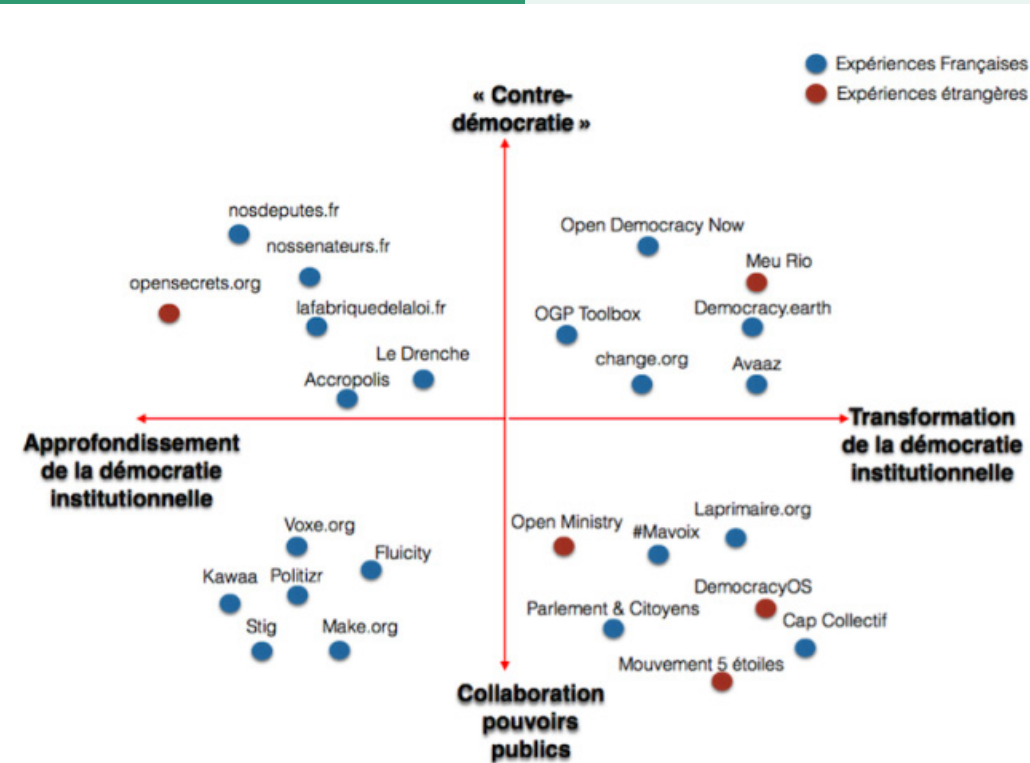 Expériences Françaises
Expériences étrangères
« Contre-
démocratie »
nosdeputes.fr
nossenateurs.fr
opensecrets.org
lafabriquedelaloi.fr
Le Drenche
Accropolis
Open Democracy Now
Meu Rio
OGP Toolbox
Democracy.earth
change.org
Avaaz
Approfondissement
de la démocratie
institutionnelle
Transformation
de la démocratie
institutionnelle
Voxe.org
Fluicity
Kawaa
Politizr
Stig
Make.org
Open Ministry
#Mavoix
Laprimaire.org
DemocracyOS
Parlement & Citoyens
Cap Collectif
Mouvement 5 étoiles
Collaboration
pouvoirs
publics